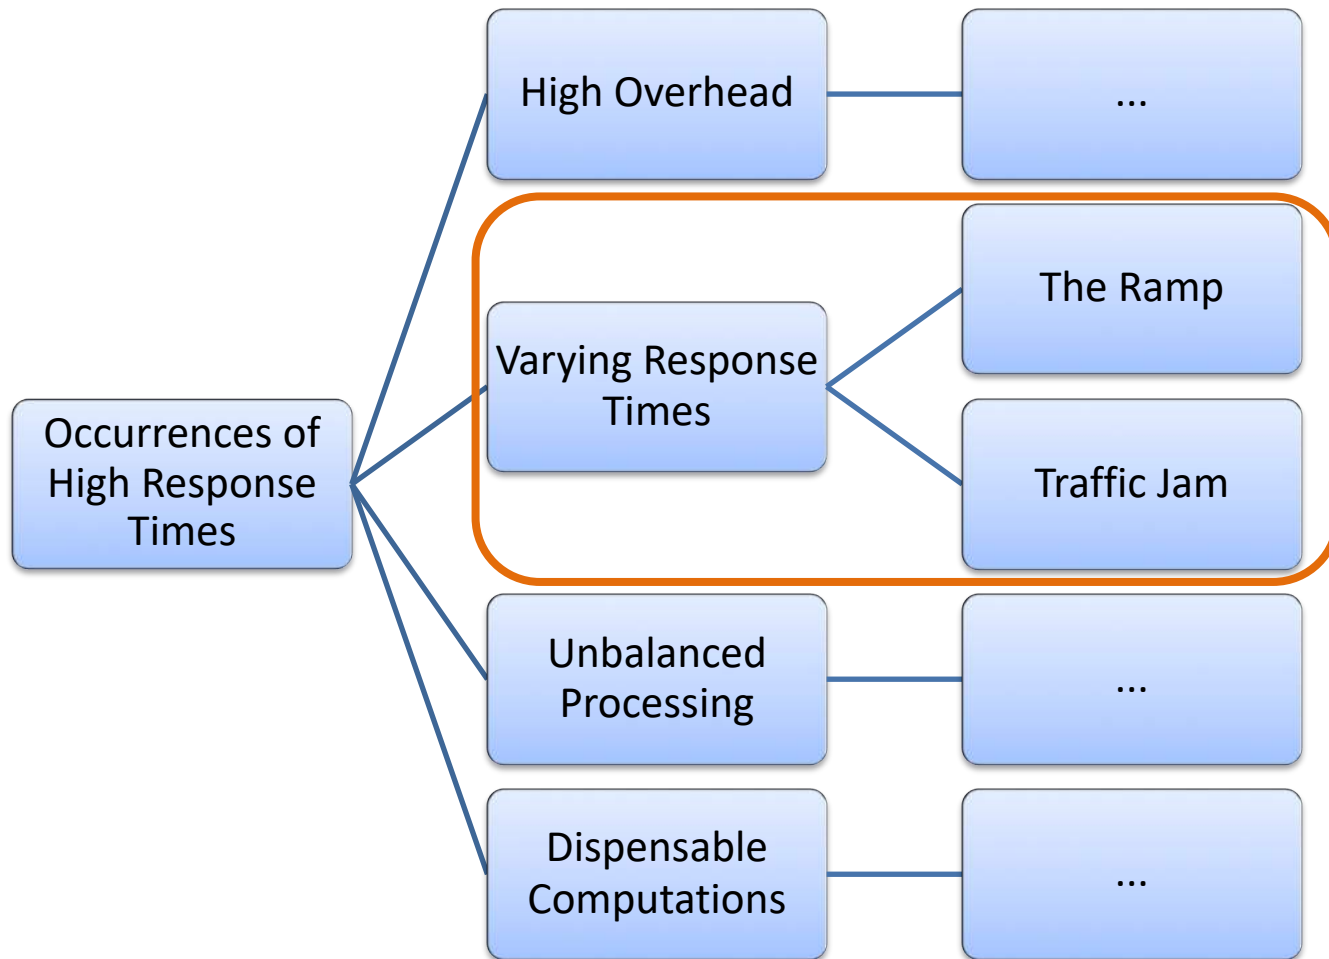 High Overhead
...
The Ramp
Varying Response
Times
Occurrences of
High Response
Times
Traffic Jam
Unbalanced
Processing
...
Dispensable
Computations
...